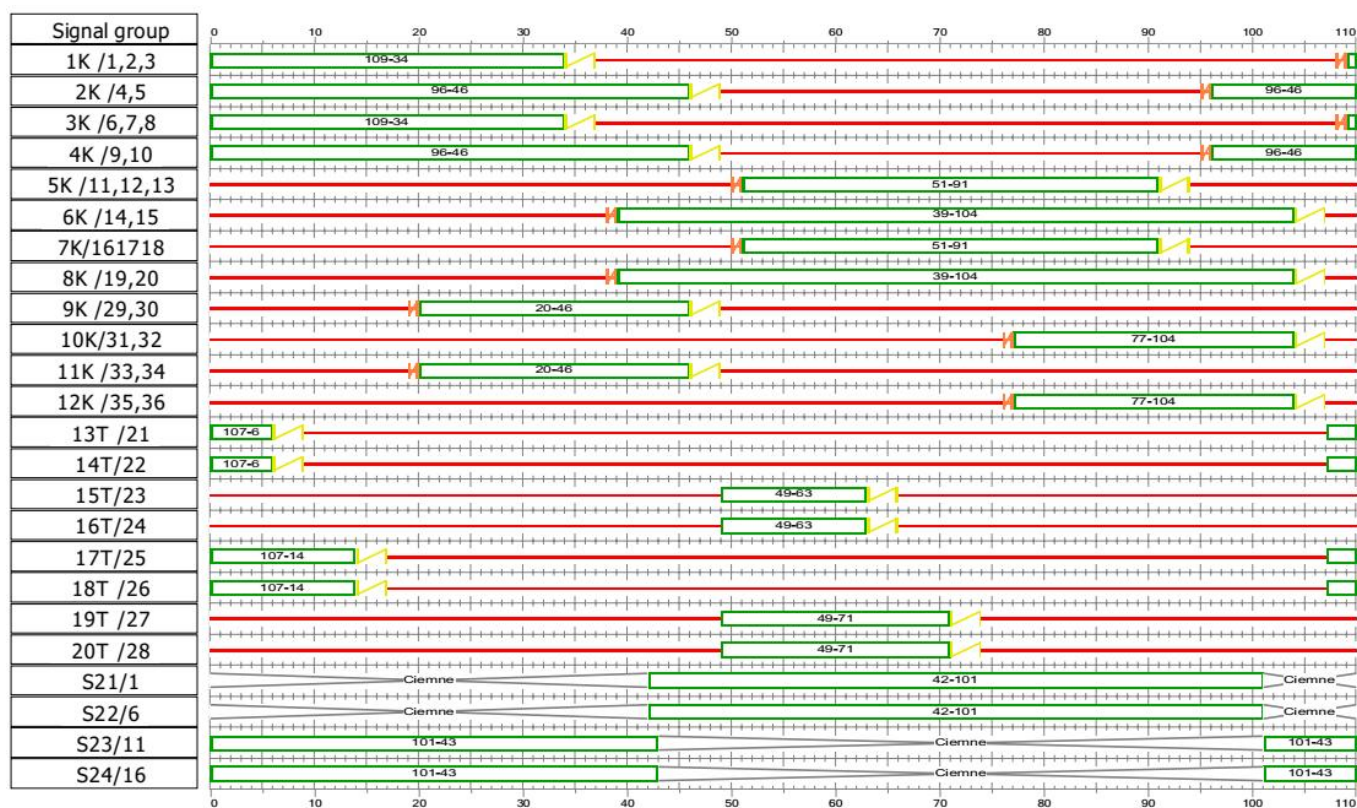 Signal group 0 10 20 30 40 50 60 70 80 90 100 110
1K /1,2,3 109-34
2K /4,5 96-46 96-46
3K /6,7,8 109-34
4K /9,10 96-46 96-46
5K /11,12,13 51-91
6K /14,15 39-104
7K/161718 51-91
8K /19,20 39-104
9K /29,30 20-46
10K/31,32 77-104
11K /33,34 20-46
12K /35,36 77-104
13T /21 107-6
14T/22 107-6
15T/23 49-63
16T/24 49-63
17T/25 107-14
18T /26 107-14
19T /27 49-71
20T /28 49-71
S21/1 Ciemne 42-101 Ciemne
S22/6 Ciemne 42-101 Ciemne
S23/11 101-43 Ciemne 101-43
S24/16 101-43 Ciemne 101-43
0 10 20 30 40 50 60 70 80 90 100 110